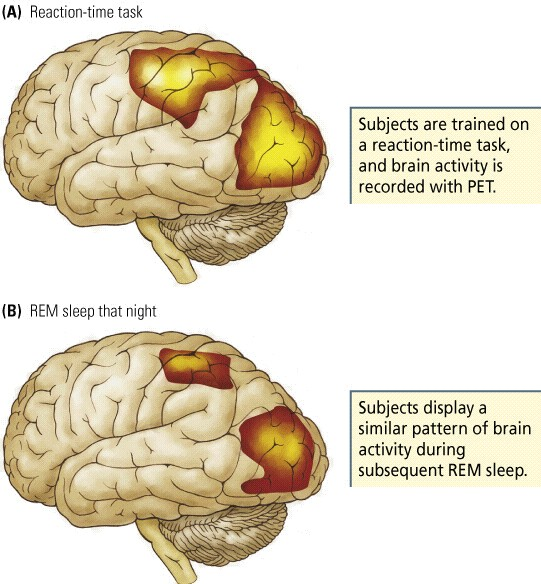 (A) Reaction-time task
Subjects are trained on
a reaction-time task,
and brain activity is
recorded with PET.
(B) REM sleep that night
Subjects display a
similar pattern of brain
activity during
subsequent REM sleep.